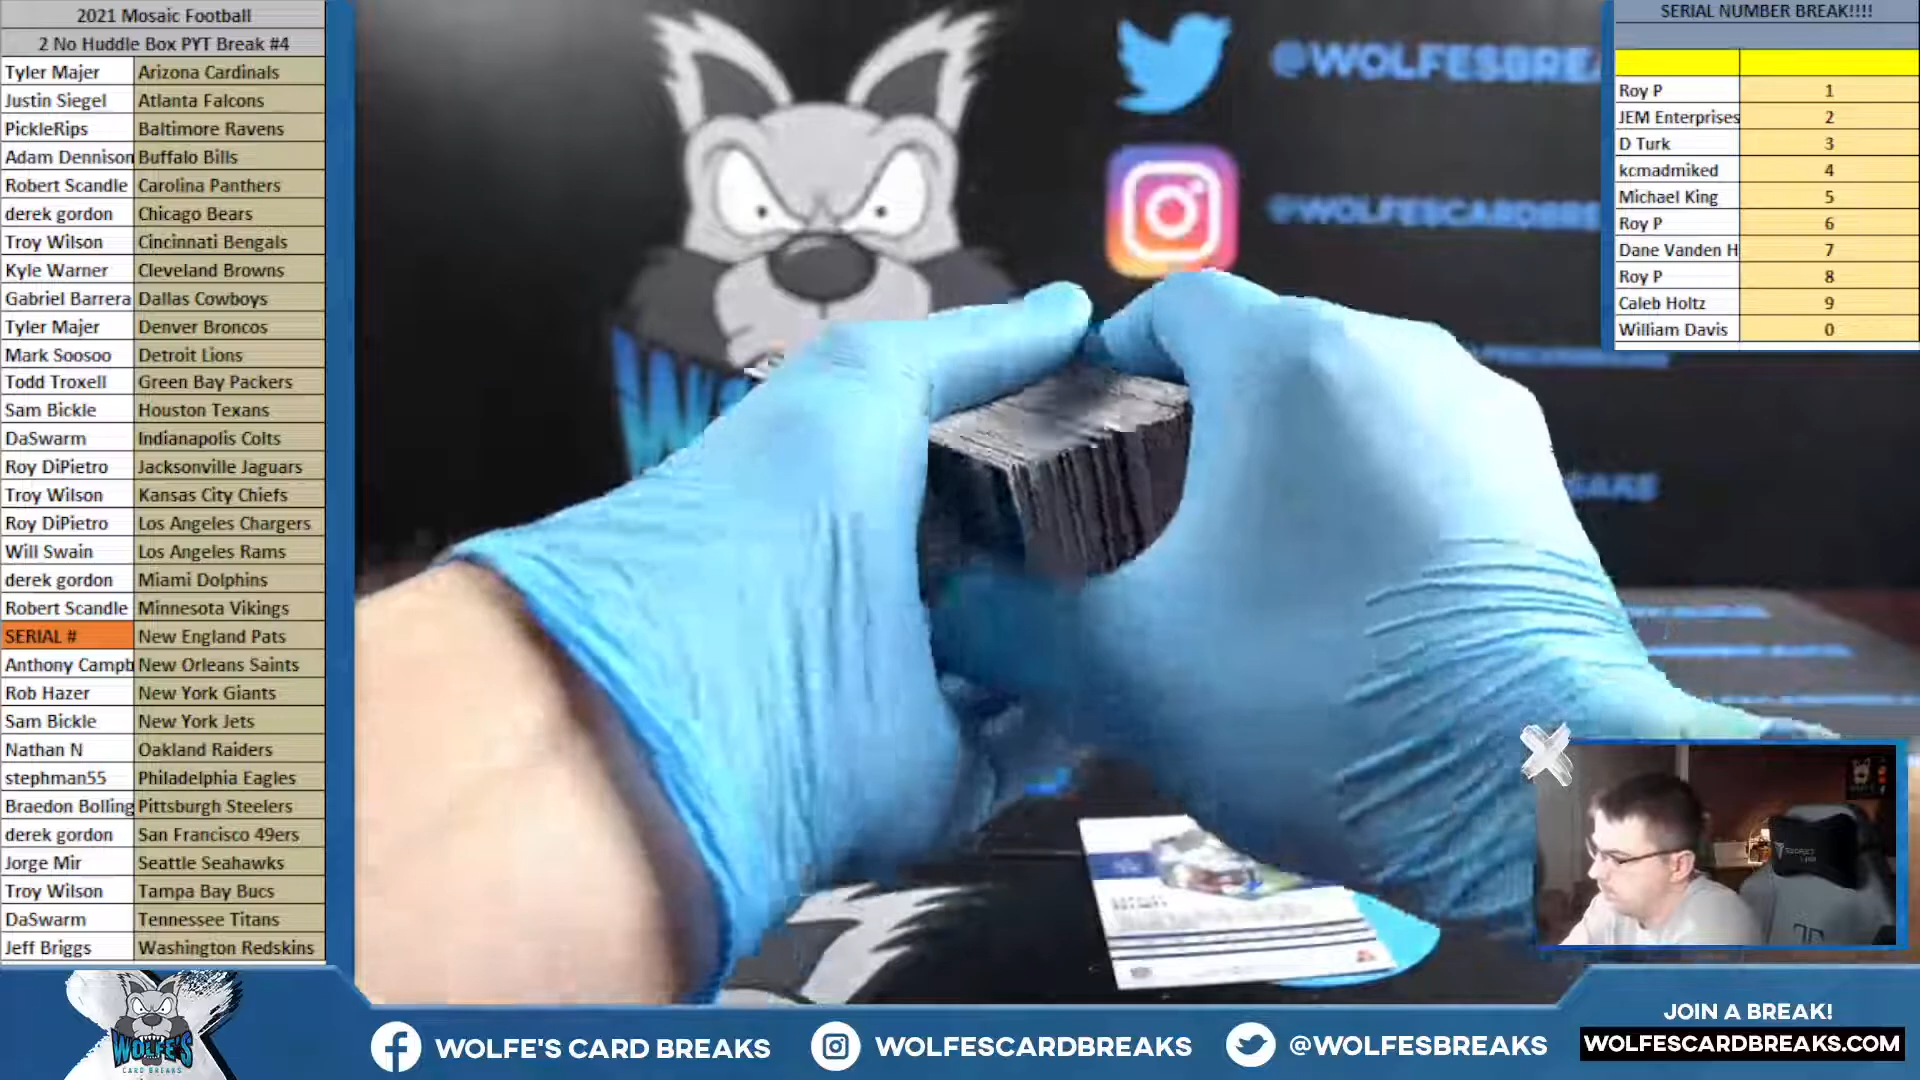 2021 Mosaic Football
2 No Huddle Box PYT Break #4
Tyler Majer Arizona Cardinals
Justin Siegel Atlanta Falcons
PickleRips Baltimore Ravens
Adam Dennison Buffalo Bills
Robert Scandle Carolina Panthers
derek gordon Chicago Bears
Troy Wilson Cincinnati Bengals
Kyle Warner Cleveland Browns
Gabriel Barrera Dallas Cowboys
Tyler Majer Denver Broncos
Mark Soosoo Detroit Lions
Todd Troxell Green Bay Packers
Sam Bickle Houston Texans
DaSwarm Indianapolis Colts
Roy DiPietro Jacksonville Jaguars
Troy Wilson Kansas City Chiefs
Roy DiPietro Los Angeles Chargers
Will Swain Los Angeles Rams
derek gordon Miami Dolphins
Robert Scandle Minnesota Vikings
SERIAL # New England Pats
Anthony Campb New Orleans Saints
Rob Hazer New York Giants
Sam Bickle New York Jets
Nathan N Oakland Raiders
stephman55 Philadelphia Eagles
Braedon Bolling Pittsburgh Steelers
derek gordon San Francisco 49ers
Jorge Mir Seattle Seahawks
Troy Wilson Tampa Bay Bucs
DaSwarm Tennessee Titans
Jeff Briggs Washington Redskins
@WOLFESBREA
@WOLFESCARDBRE
SERIAL NUMBER BREAK!!!!
Roy P 1
JEM Enterprises 2
D Turk 3
kcmadmiked 4
Michael King 5
Roy P 6
Dane Vanden H 7
Roy P 8
Caleb Holtz 9
William Davis 0
WOLFE'S
CARD BREAKS
WOLFE'S CARD BREAKS
WOLFESCARDBREAKS
@WOLFESBREAKS
JOIN A BREAK!
WOLFESCARDBREAKS.COM